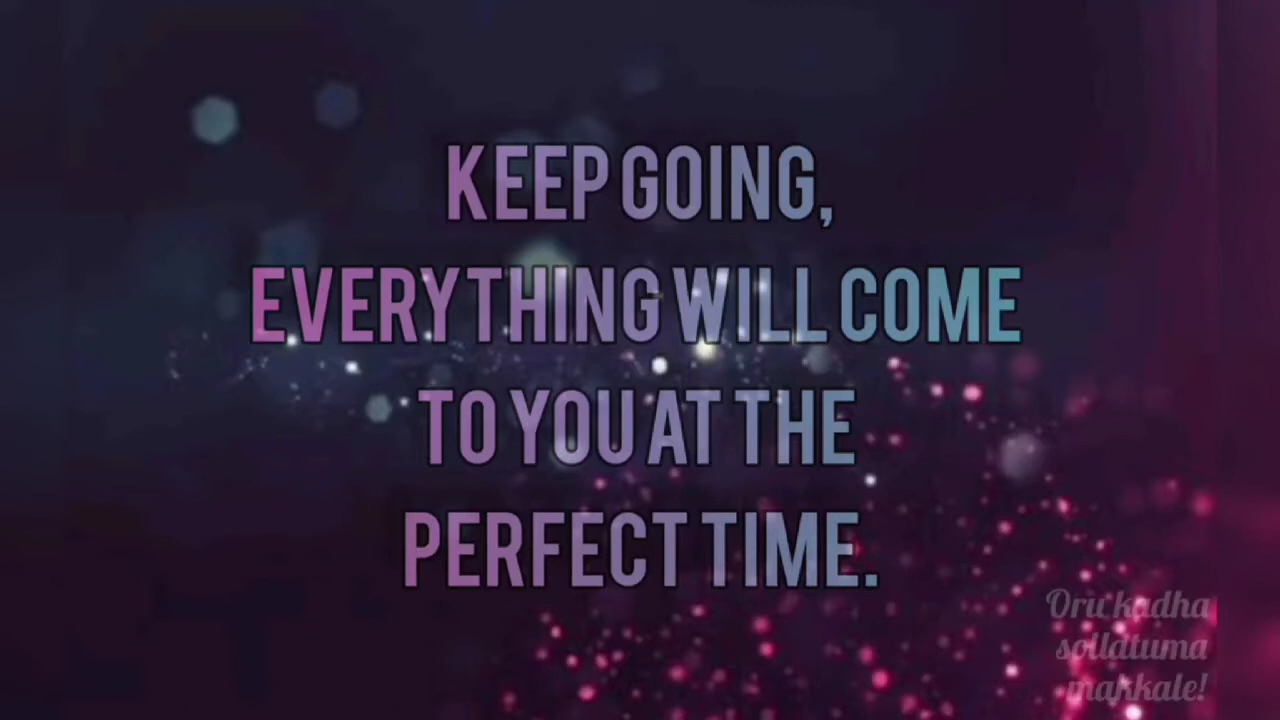 KEEP GOING,
EVERYTHING WILL COME
TO YOU AT THE
PERFECT TIME.
Oru kadha
sollatuma
makkale!